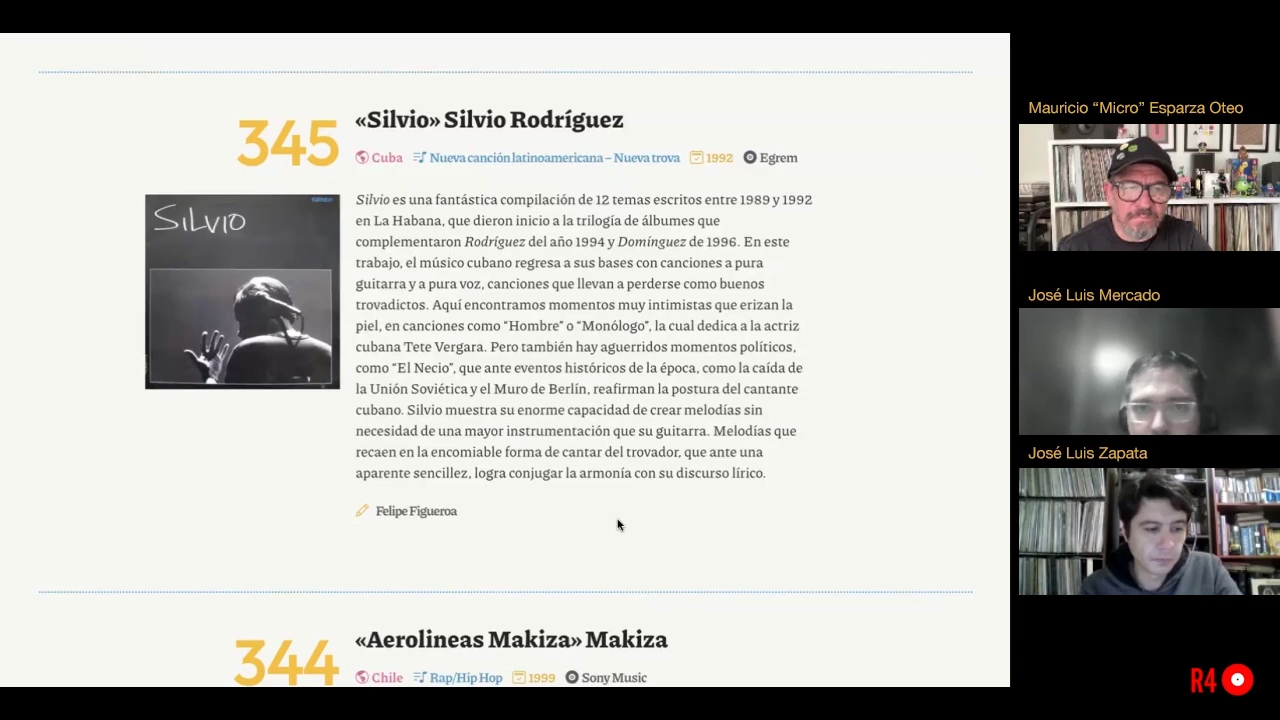 345
«Silvio» Silvio Rodríguez
Cuba Nueva canción latinoamericana – Nueva trova 1992 Egrem
SILVIO
Silvio es una fantástica compilación de 12 temas escritos entre 1989 y 1992
en La Habana, que dieron inicio a la trilogía de álbumes que
complementaron Rodríguez del año 1994 y Domínguez de 1996. En este
trabajo, el músico cubano regresa a sus bases con canciones a pura
guitarra y a pura voz, canciones que llevan a perderse como buenos
trovadictos. Aquí encontramos momentos muy intimistas que erizan la
piel, en canciones como “Hombre” o “Monólogo”, la cual dedica a la actriz
cubana Tete Vergara. Pero también hay aguerridos momentos políticos,
como “El Necio”, que ante eventos históricos de la época, como la caída de
la Unión Soviética y el Muro de Berlín, reafirman la postura del cantante
cubano. Silvio muestra su enorme capacidad de crear melodías sin
necesidad de una mayor instrumentación que su guitarra. Melodías que
recaen en la encomiable forma de cantar del trovador, que ante una
aparente sencillez, logra conjugar la armonía con su discurso lírico.
Felipe Figueroa
344
«Aerolineas Makiza» Makiza
Chile Rap/Hip Hop 1999 Sony Music
Mauricio “Micro” Esparza Oteo
José Luis Mercado
José Luis Zapata
R4